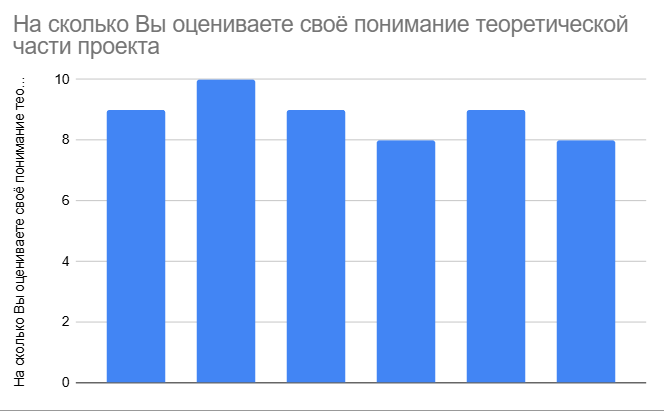 На сколько Вы оцениваете своё понимание теоретической
части проекта
На сколько Вы оцениваете своё понимание тео...
10
8
6
4
2
0